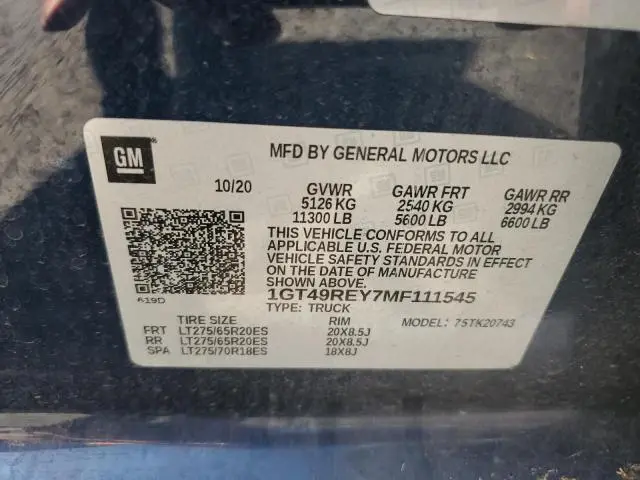 GM
MFD BY GENERAL MOTORS LLC
10/20 GVWR GAWR FRT GAWR RR
5126 KG 2540 KG 2994 KG
11300 LB 5600 LB 6600 LB
THIS VEHICLE CONFORMS TO ALL
APPLICABLE U.S. FEDERAL MOTOR
VEHICLE SAFETY STANDARDS IN EFFECT
ON THE DATE OF MANUFACTURE
SHOWN ABOVE.
1GT49REY7MF111545
619D TYPE: TRUCK MODEL: 75TK20743
TIRE SIZE RIM
FRT LT275/65R20ES 20X8.5J
RR LT275/65R20ES 20X8.5J
SPA LT275/70R18ES 18X8J